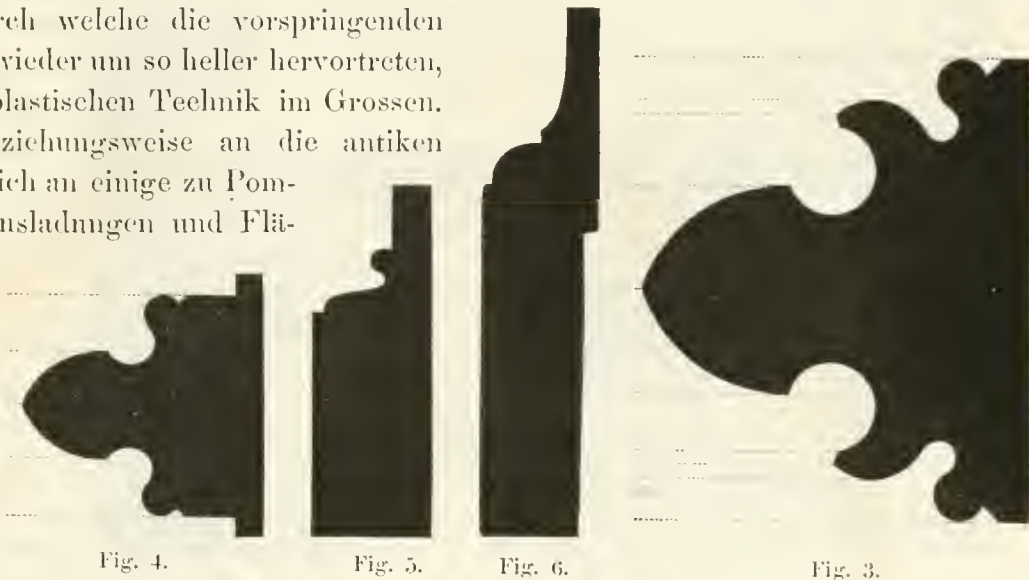 rch welche die vorspringenden
wieder um so heller hervortreten,
plastischen Technik im Grossen.
ziehungsweise an die antiken
ich an einige zu Pom-
usladungen und Flä-
Fig. 4.
Fig. 5.
Fig. 6.
Fig. 3.